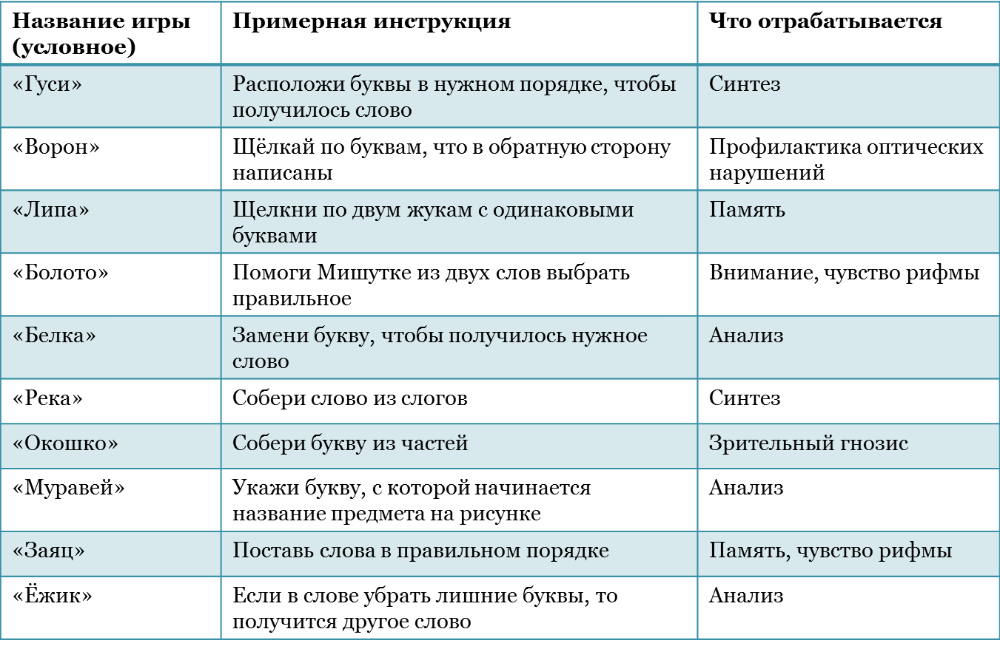 Название игры (условное) Примерная инструкция Что отрабатывается
«Гуси» Расположи буквы в нужном порядке, чтобы получилось слово Синтез
«Ворон» Щёлкай по буквам, что в обратную сторону написаны Профилактика оптических нарушений
«Липа» Щелкни по двум жукам с одинаковыми буквами Память
«Болото» Помоги Мишутке из двух слов выбрать правильное Внимание, чувство рифмы
«Белка» Замени букву, чтобы получилось нужное слово Анализ
«Река» Собери слово из слогов Синтез
«Окошко» Собери букву из частей Зрительный гнозис
«Муравей» Укажи букву, с которой начинается название предмета на рисунке Анализ
«Заяц» Поставь слова в правильном порядке Память, чувство рифмы
«Ёжик» Если в слове убрать лишние буквы, то получится другое слово Анализ